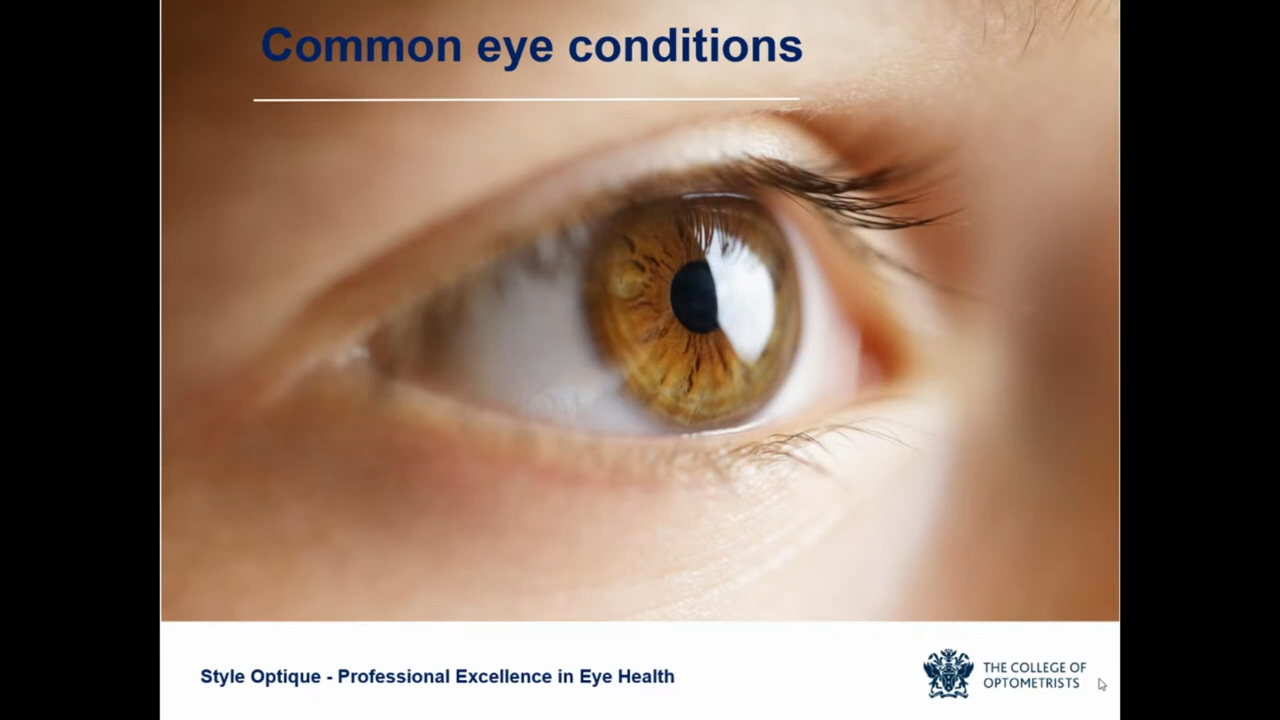 Common eye conditions
Style Optique - Professional Excellence in Eye Health
THE COLLEGE OF
OPTOMETRISTS